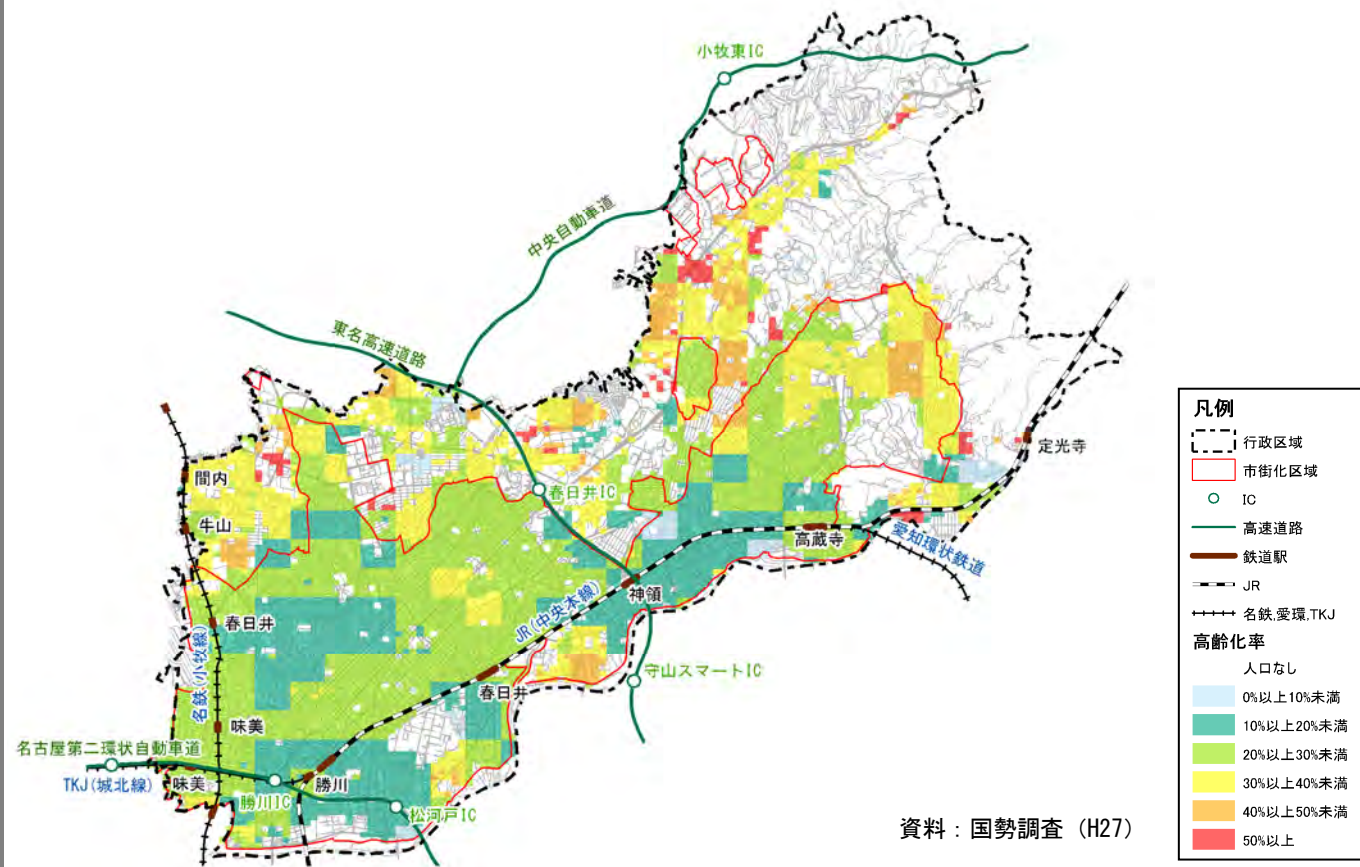 小牧東IC
中央自動車道
東名高速道路
間内
牛山
春日井IC
定光寺
高蔵寺
愛知環状鉄道
神領
JR(中央本線)
春日井
名鉄(小牧線)
守山スマートIC
春日井
味美
名古屋第二環状自動車道
TKJ(城北線)
味美
勝川
勝川IC
松河戸IC
資料：国勢調査（H27）
凡例
行政区域
市街化区域
IC
高速道路
鉄道駅
JR
名鉄,愛環,TKJ
高齢化率
人口なし
0%以上10%未満
10%以上20%未満
20%以上30%未満
30%以上40%未満
40%以上50%未満
50%以上